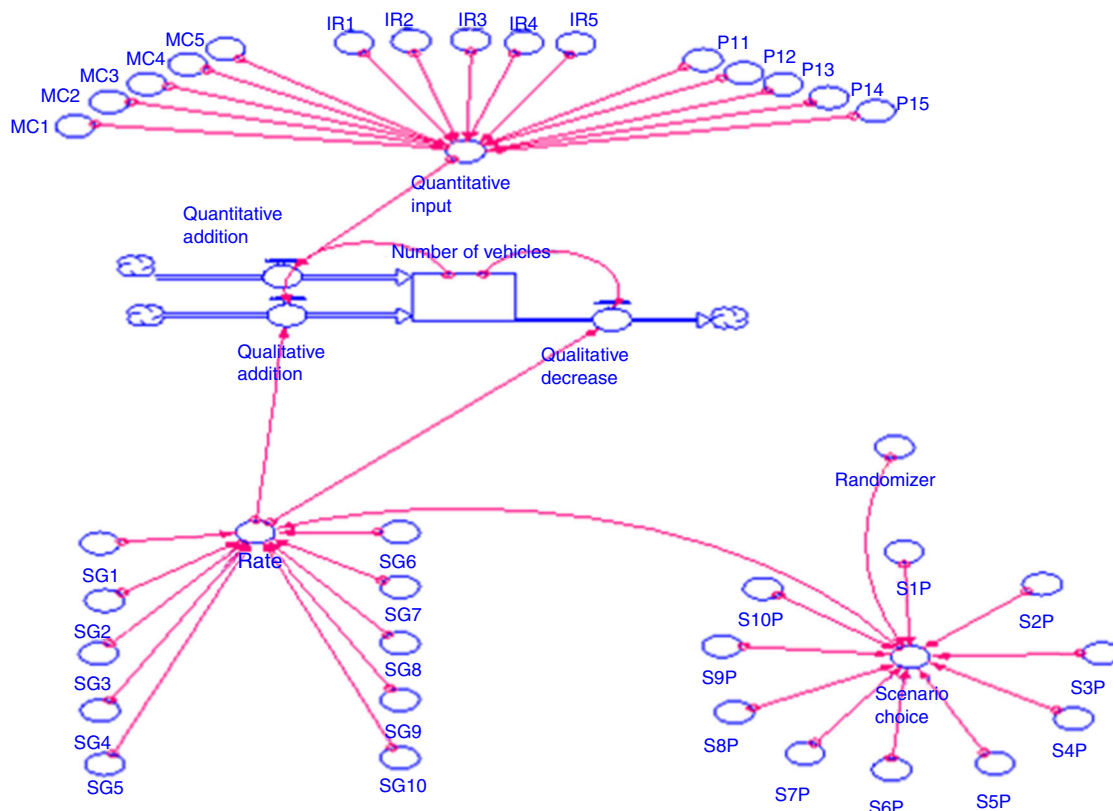 IR1
IR2
IR3
IR4
IR5
MC5
MC4
MC3
MC2
MC1
P11
P12
P13
P14
P15
Quantitative
input
Quantitative
addition
Number of vehicles
Qualitative
addition
Qualitative
decrease
Randomizer
Rate
SG1
SG2
SG3
SG4
SG5
SG6
SG7
SG8
SG9
SG10
S1P
S2P
S3P
S4P
S5P
S6P
S7P
S8P
S9P
S10P
Scenario
choice